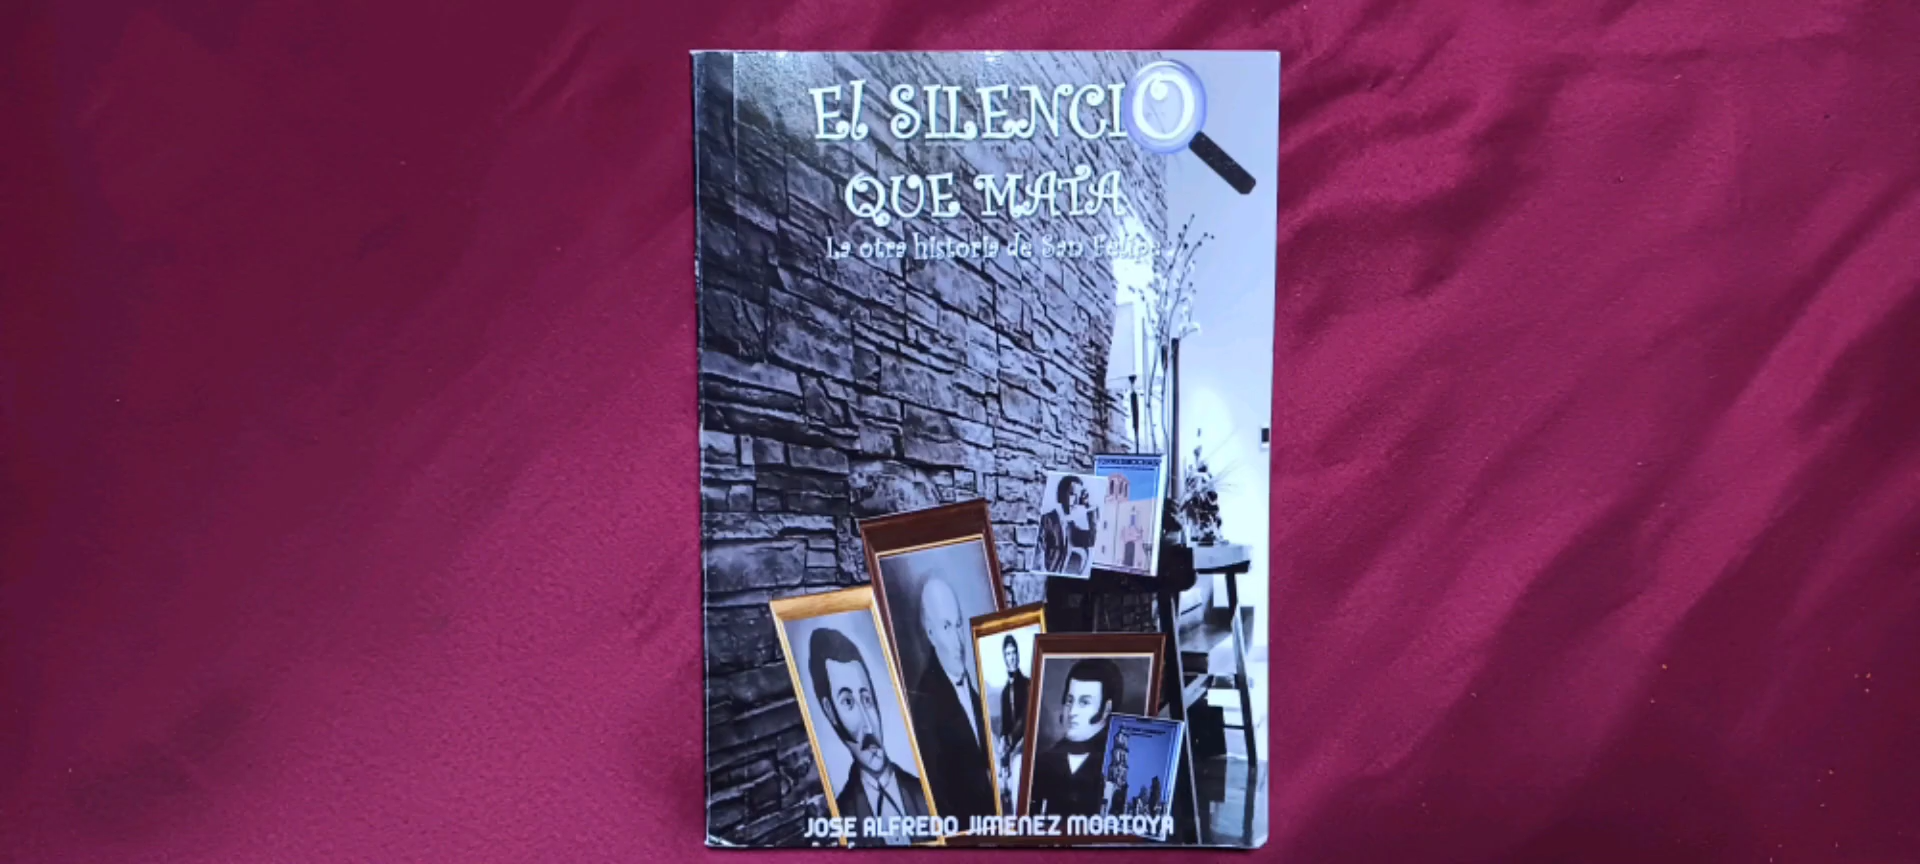 El SILENCIO
QUE MATA
La otra historia de San Felipe
JOSE ALFREDO JIMENEZ MONTOYA